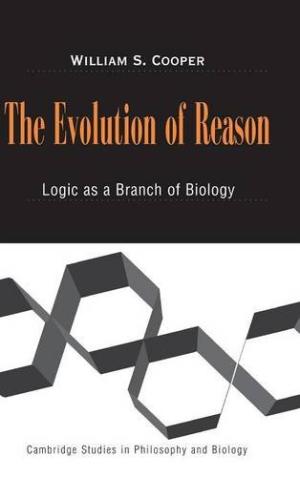 WILLIAM S. COOPER
The Evolution of Reason
Logic as a Branch of Biology
Cambridge Studies in Philosophy and Biology